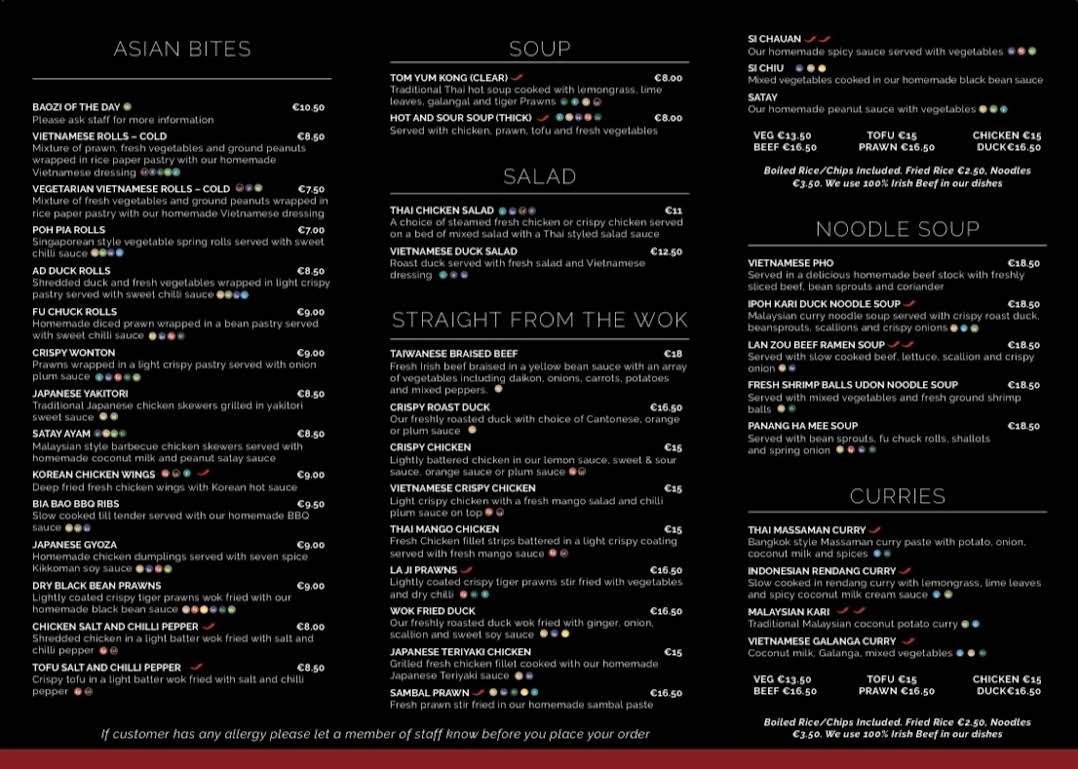 ASIAN BITES
BAOZI OF THE DAY €10.50
Please ask staff for more information
VIETNAMESE ROLLS – COLD €8.50
Mixture of prawn, fresh vegetables and ground peanuts
wrapped in rice paper pastry with our homemade
Vietnamese dressing
VEGETARIAN VIETNAMESE ROLLS – COLD €7.50
Mixture of fresh vegetables and ground peanuts wrapped in
rice paper pastry with our homemade Vietnamese dressing
POH PIA ROLLS €7.00
Singaporean style vegetable spring rolls served with sweet
chilli sauce
AD DUCK ROLLS €8.50
Shredded duck and fresh vegetables wrapped in light crispy
pastry served with sweet chilli sauce
FU CHUCK ROLLS €9.00
Homemade diced prawn wrapped in a bean pastry served
with sweet chilli sauce
CRISPY WONTON €9.00
Prawns wrapped in a light crispy pastry served with onion
plum sauce
JAPANESE YAKITORI €8.50
Traditional Japanese chicken skewers grilled in yakitori
sweet sauce
SATAY AYAM €8.50
Malaysian style barbecue chicken skewers served with
homemade coconut milk and peanut satay sauce
KOREAN CHICKEN WINGS €9.00
Deep fried fresh chicken wings with Korean hot sauce
BIA BAO BBQ RIBS €9.50
Slow cooked till tender served with our homemade BBQ
sauce
JAPANESE GYOZA €9.00
Homemade chicken dumplings served with seven spice
Kikkoman soy sauce
DRY BLACK BEAN PRAWNS €9.00
Lightly coated crispy tiger prawns wok fried with our
homemade black bean sauce
CHICKEN SALT AND CHILLI PEPPER €8.00
Shredded chicken in a light batter wok fried with salt and
chilli pepper
TOFU SALT AND CHILLI PEPPER €8.50
Crispy tofu in a light batter wok fried with salt and chilli
pepper
SOUP
TOM YUM KONG (CLEAR) €8.00
Traditional Thai hot soup cooked with lemongrass, lime
leaves, galangal and tiger Prawns
HOT AND SOUR SOUP (THICK) €8.00
Served with chicken, prawn, tofu and fresh vegetables
SALAD
THAI CHICKEN SALAD €11
A choice of steamed fresh chicken or crispy chicken served
on a bed of mixed salad with a Thai styled salad sauce
VIETNAMESE DUCK SALAD €12.50
Roast duck served with fresh salad and Vietnamese
dressing
STRAIGHT FROM THE WOK
TAIWANESE BRAISED BEEF €18
Fresh Irish beef braised in a yellow bean sauce with an array
of vegetables including daikon, onions, carrots, potatoes
and mixed peppers.
CRISPY ROAST DUCK €16.50
Our freshly roasted duck with choice of Cantonese, orange
or plum sauce
CRISPY CHICKEN €15
Lightly battered chicken in our lemon sauce, sweet & sour
sauce, orange sauce or plum sauce
VIETNAMESE CRISPY CHICKEN €15
Light crispy chicken with a fresh mango salad and chilli
plum sauce on top
THAI MANGO CHICKEN €15
Fresh Chicken fillet strips battered in a light crispy coating
served with fresh mango sauce
LA JI PRAWNS €16.50
Lightly coated crispy tiger prawns stir fried with vegetables
and dry chilli
WOK FRIED DUCK €16.50
Our freshly roasted duck wok fried with ginger, onion,
scallion and sweet soy sauce
JAPANESE TERIYAKI CHICKEN €15
Grilled fresh chicken fillet cooked with our homemade
Japanese Teriyaki sauce
SAMBAL PRAWN €16.50
Fresh prawn stir fried in our homemade sambal paste
SI CHAUAN
Our homemade spicy sauce served with vegetables
SI CHIU
Mixed vegetables cooked in our homemade black bean sauce
SATAY
Our homemade peanut sauce with vegetables
VEG €13.50 TOFU €15 CHICKEN €15
BEEF €16.50 PRAWN €16.50 DUCK€16.50
Boiled Rice/Chips Included. Fried Rice €2.50, Noodles
€3.50. We use 100% Irish Beef in our dishes
NOODLE SOUP
VIETNAMESE PHO €18.50
Served in a delicious homemade beef stock with freshly
sliced beef, bean sprouts and coriander
IPOH KARI DUCK NOODLE SOUP €18.50
Malaysian curry noodle soup served with crispy roast duck,
beansprouts, scallions and crispy onions
LAN ZOU BEEF RAMEN SOUP €18.50
Served with slow cooked beef, lettuce, scallion and crispy
onion
FRESH SHRIMP BALLS UDON NOODLE SOUP €18.50
Served with mixed vegetables and fresh ground shrimp
balls
PANANG HA MEE SOUP €18.50
Served with bean sprouts, fu chuck rolls, shallots
and spring onion
CURRIES
THAI MASSAMAN CURRY
Bangkok style Massaman curry paste with potato, onion,
coconut milk and spices
INDONESIAN RENDANG CURRY
Slow cooked in rendang curry with lemongrass, lime leaves
and spicy coconut milk cream sauce
MALAYSIAN KARI
Traditional Malaysian coconut potato curry
VIETNAMESE GALANGA CURRY
Coconut milk, Galanga, mixed vegetables
VEG €13.50 TOFU €15 CHICKEN €15
BEEF €16.50 PRAWN €16.50 DUCK€16.50
Boiled Rice/Chips Included. Fried Rice €2.50, Noodles
€3.50. We use 100% Irish Beef in our dishes
If customer has any allergy please let a member of staff know before you place your order